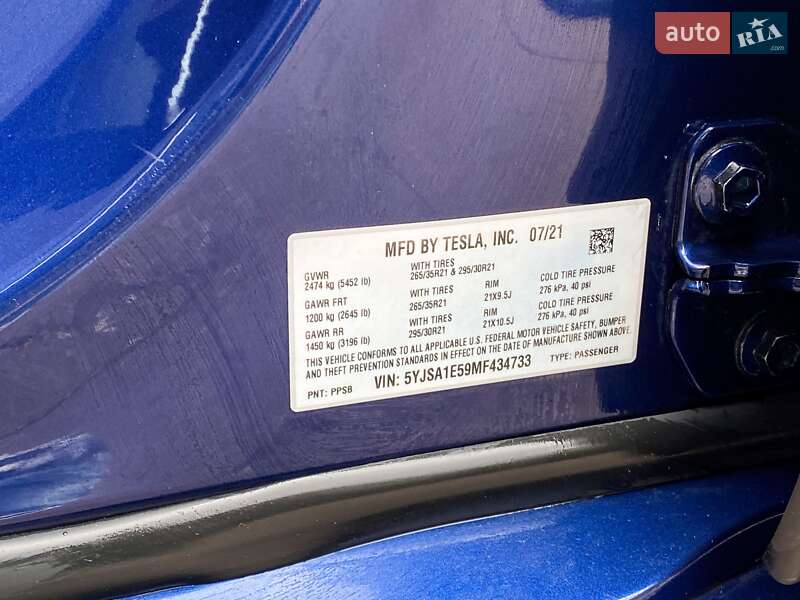 auto RIA.com
MFD BY TESLA, INC. 07/21
GVWR WITH TIRES COLD TIRE PRESSURE
2474 kg (5452 lb) 265/35R21 & 295/30R21 276 kPa, 40 psi
GAWR FRT WITH TIRES RIM COLD TIRE PRESSURE
1200 kg (2645 lb) 265/35R21 21X9.5J 276 kPa, 40 psi
GAWR RR WITH TIRES RIM
1450 kg (3196 lb) 295/30R21 21X10.5J
THIS VEHICLE CONFORMS TO ALL APPLICABLE U.S. FEDERAL MOTOR VEHICLE SAFETY, BUMPER
AND THEFT PREVENTION STANDARDS IN EFFECT ON THE DATE OF MANUFACTURE SHOWN ABOVE.
VIN: 5YJSA1E59MF434733 TYPE: PASSENGER
PNT: PPSB